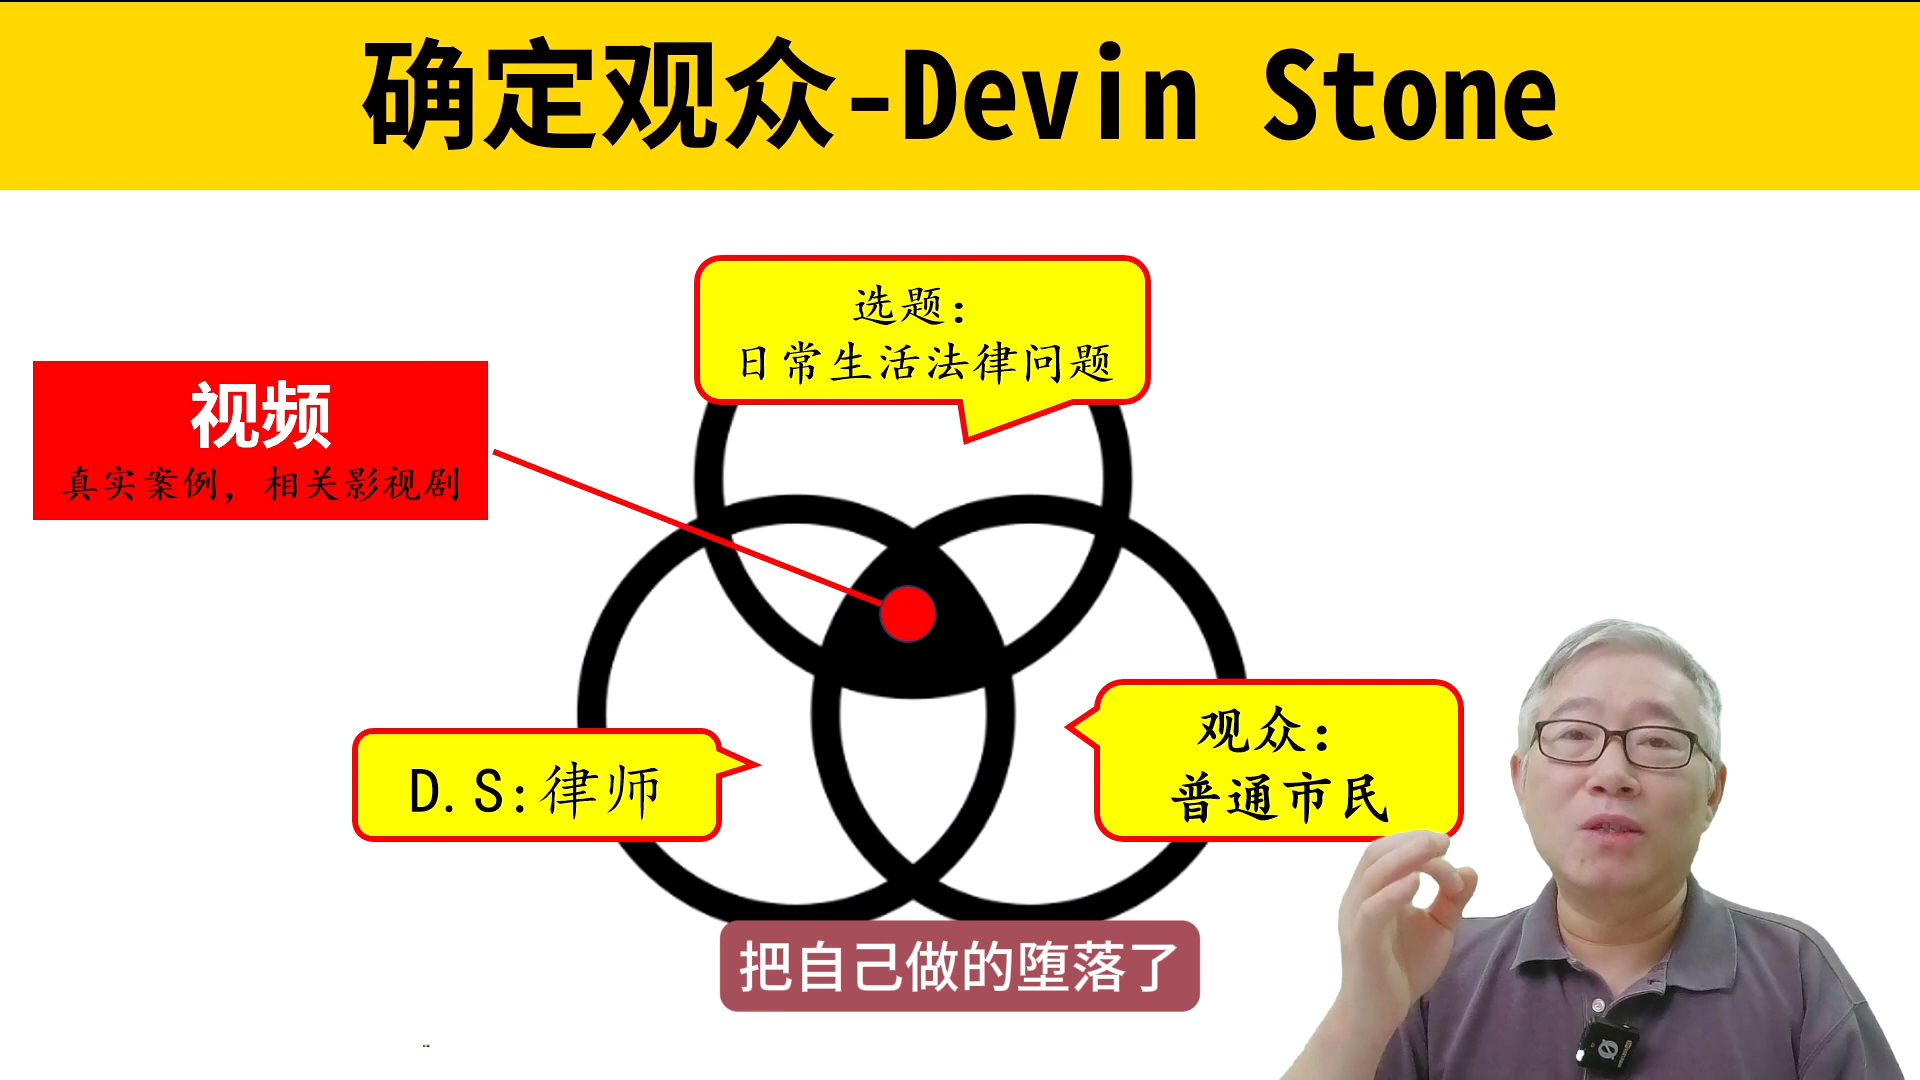 确定观众-Devin Stone
选题：
日常生活法律问题
视频
真实案例，相关影视剧
D.S:律师
观众：
普通市民
把自己做的堕落了